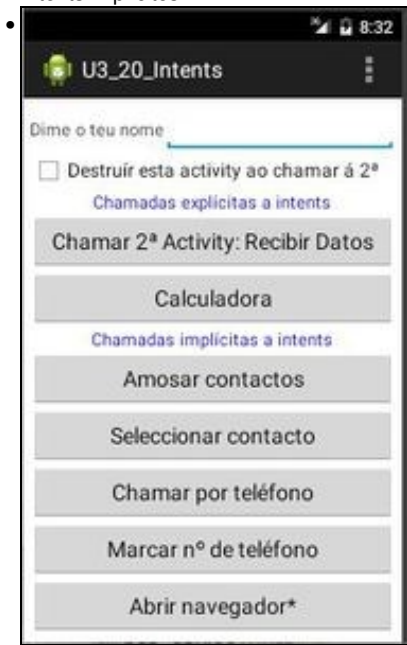 8:32
U3_20_Intents
Dime o teu nome
Destruír esta activity ao chamar á 2ª
Chamadas explícitas a intents
Chamar 2ª Activity: Recibir Datos
Calculadora
Chamadas implícitas a intents
Amosar contactos
Seleccionar contacto
Chamar por teléfono
Marcar nº de teléfono
Abrir navegador*